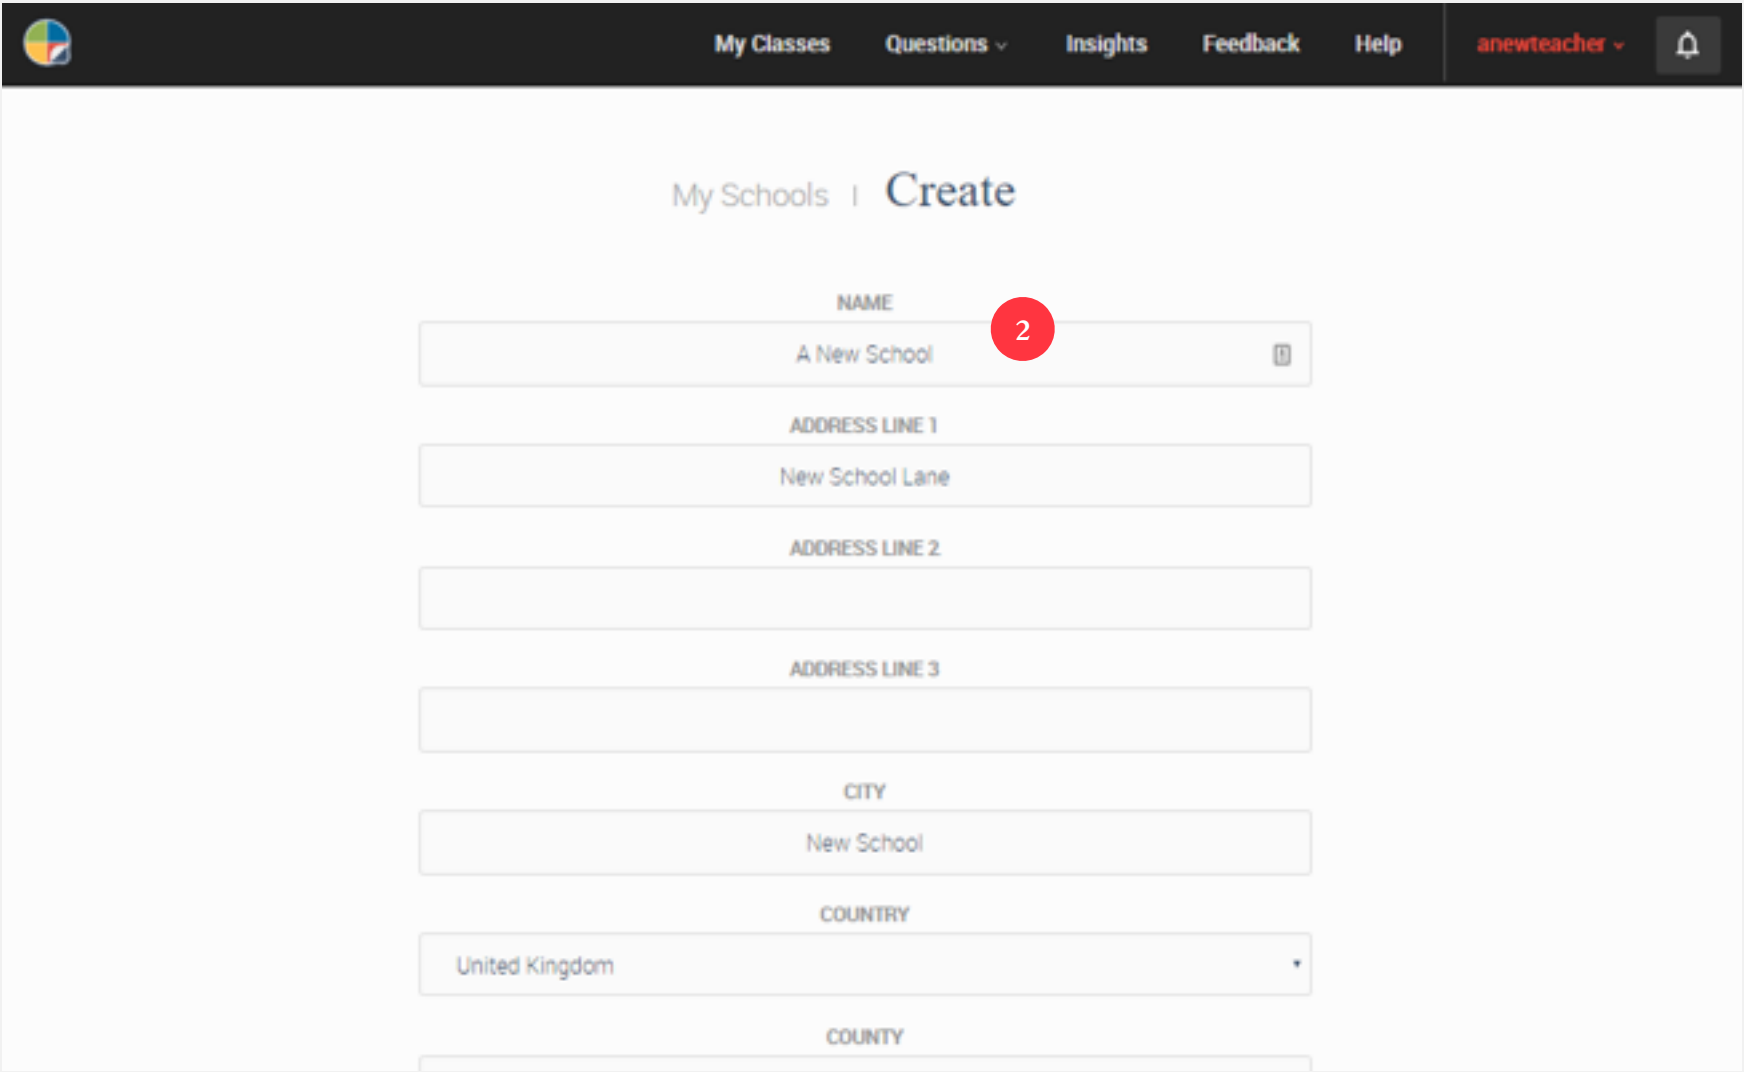 My Classes Questions Insights Feedback Help anewteacher
My Schools | Create
NAME
2
A New School
ADDRESS LINE 1
New School Lane
ADDRESS LINE 2
ADDRESS LINE 3
CITY
New School
COUNTRY
United Kingdom
COUNTY